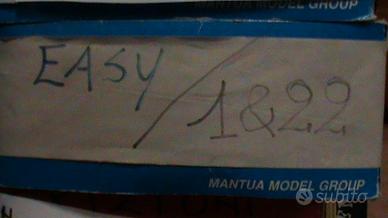 MANTUA MODEL GROUP
EASY / 1&22
MANTUA MODEL GROUP
subito